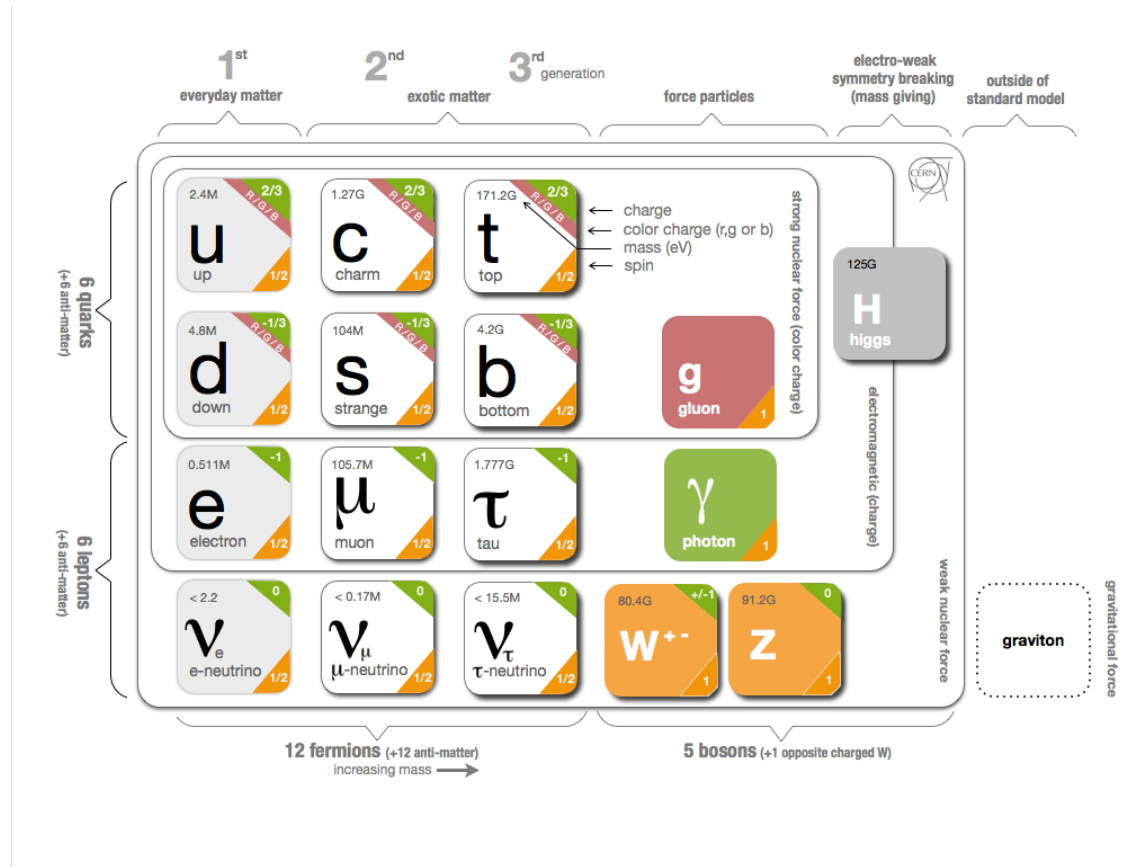 1st
2nd
3rd generation
everyday matter
exotic matter
force particles
electro-weak
symmetry breaking
(mass giving)
outside of
standard model
6 quarks
(+6 anti-matter)
6 leptons
(+6 anti-matter)
2.4M
2/3
R/G/B
u
up
1/2
1.27G
2/3
R/G/B
c
charm
1/2
171.2G
2/3
R/G/B
t
top
1/2
charge
color charge (r,g or b)
mass (eV)
spin
strong nuclear force (color charge)
CERN
125G
H
higgs
4.8M
-1/3
R/G/B
d
down
1/2
104M
-1/3
R/G/B
s
strange
1/2
4.2G
-1/3
R/G/B
b
bottom
1/2
g
gluon
1
electromagnetic (charge)
0.511M
-1
e
electron
1/2
105.7M
-1
μ
muon
1/2
1.777G
-1
τ
tau
1/2
γ
photon
1
weak nuclear force
< 2.2
0
νe
e-neutrino
1/2
< 0.17M
0
νμ
μ-neutrino
1/2
< 15.5M
0
ντ
τ-neutrino
1/2
80.4G
+/-1
W+-
1
91.2G
0
Z
1
graviton
gravitational force
12 fermions (+12 anti-matter)
increasing mass
5 bosons (+1 opposite charged W)